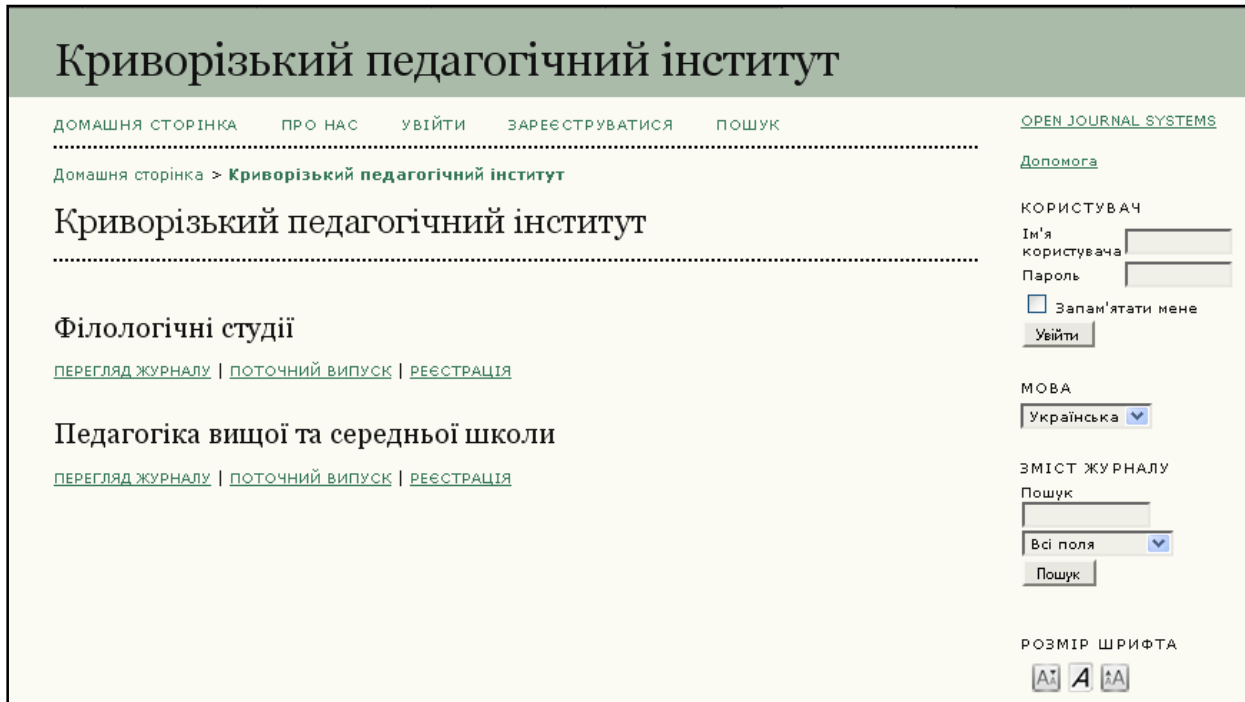 Криворізький педагогічний інститут
ДОМАШНЯ СТОРІНКА ПРО НАС УВІЙТИ ЗАРЕЄСТРУВАТИСЯ ПОШУК
Домашня сторінка > Криворізький педагогічний інститут
Криворізький педагогічний інститут
Філологічні студії
ПЕРЕГЛЯД ЖУРНАЛУ | ПОТОЧНИЙ ВИПУСК | РЕЄСТРАЦІЯ
Педагогіка вищої та середньої школи
ПЕРЕГЛЯД ЖУРНАЛУ | ПОТОЧНИЙ ВИПУСК | РЕЄСТРАЦІЯ
OPEN JOURNAL SYSTEMS
Допомога
КОРИСТУВАЧ
Ім'я
користувача
Пароль
Запам'ятати мене
Увійти
МОВА
Українська
ЗМІСТ ЖУРНАЛУ
Пошук
Всі поля
Пошук
РОЗМІР ШРИФТА
A A A